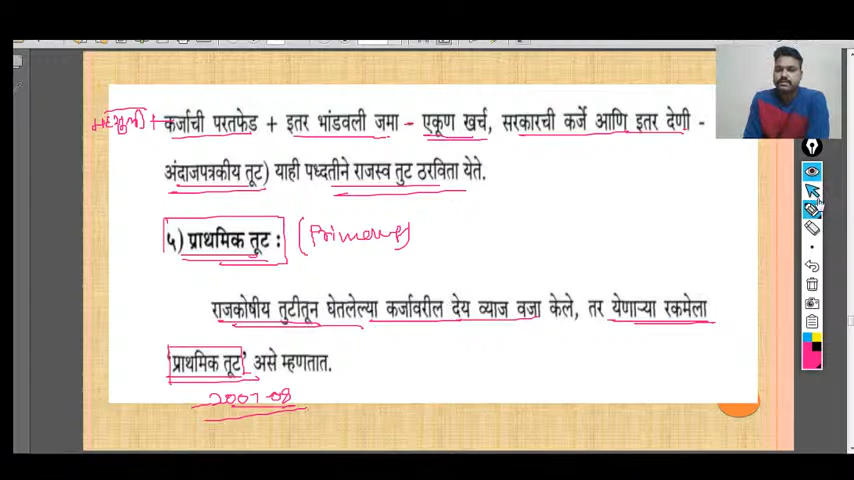 महसूली + कर्जाची परतफेड + इतर भांडवली जमा - एकूण खर्च, सरकारची कर्जे आणि इतर देणी -
अंदाजपत्रकीय तूट) याही पध्दतीने राजस्व तुट ठरविता येते.
५) प्राथमिक तूट : (Primary)
राजकोषीय तुटीतून घेतलेल्या कर्जावरील देय व्याज वजा केले, तर येणाऱ्या रकमेला
'प्राथमिक तूट' असे म्हणतात.
2007-08